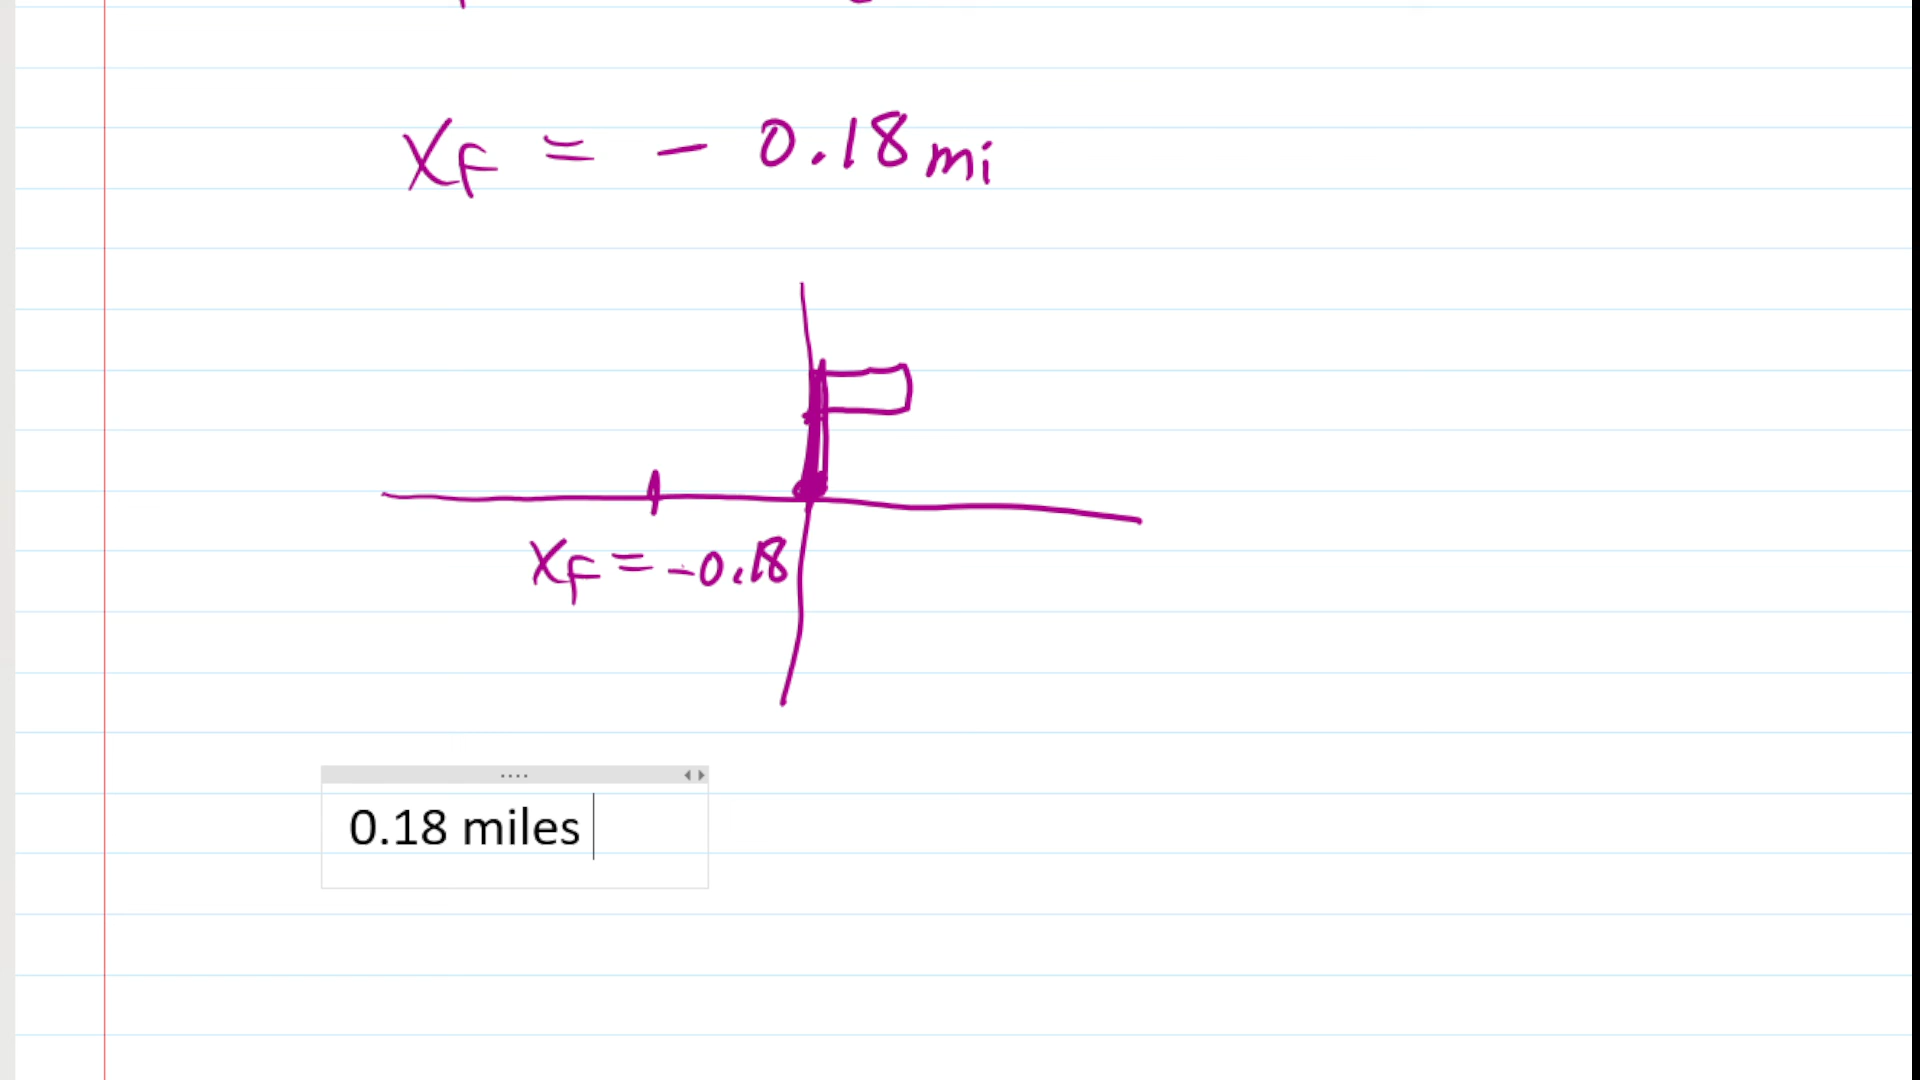 XF = - 0.18 mi
XF = -0.18
0.18 miles